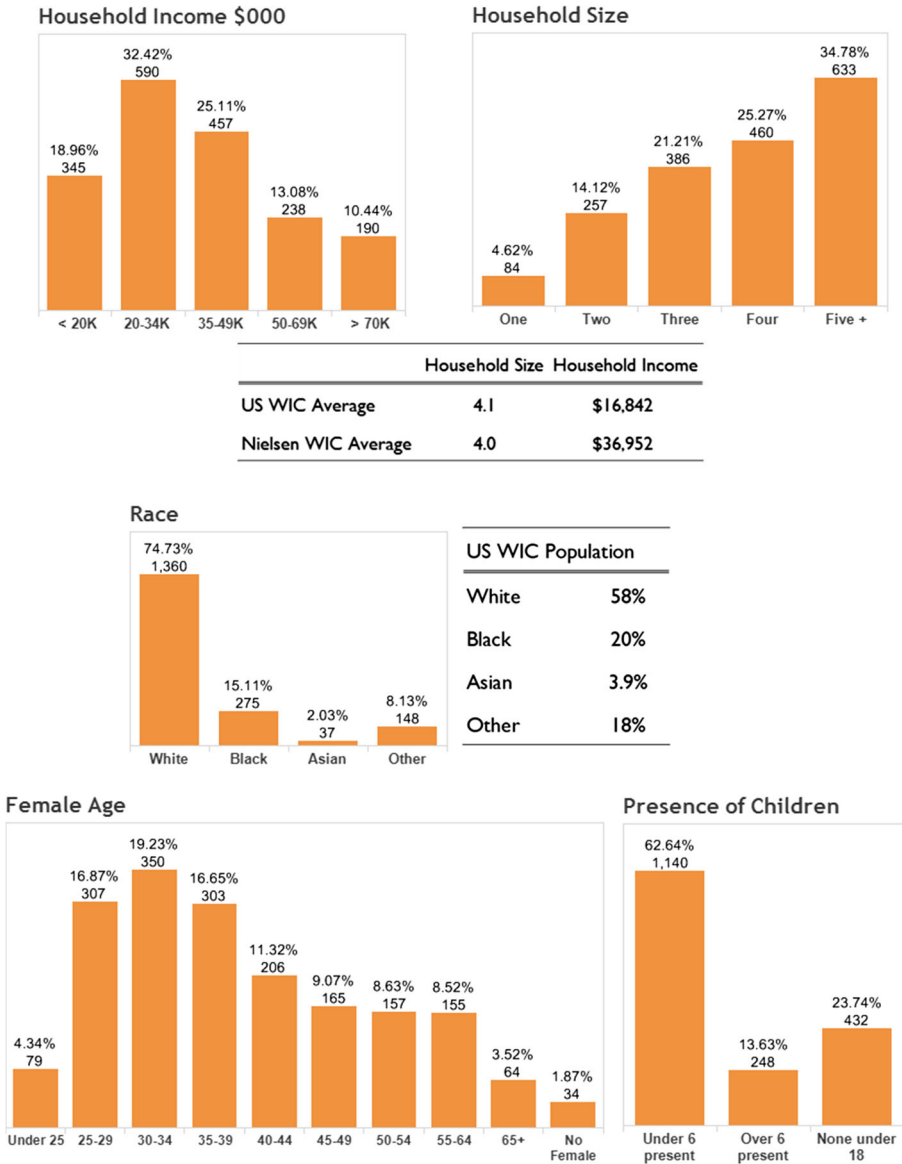 Household Income $000
32.42%
590
25.11%
457
18.96%
345
13.08%
238
10.44%
190
< 20K 20-34K 35-49K 50-69K > 70K
Household Size
34.78%
633
25.27%
460
21.21%
386
14.12%
257
4.62%
84
One Two Three Four Five +
Household Size Household Income
US WIC Average 4.1 $16,842
Nielsen WIC Average 4.0 $36,952
Race
74.73%
1,360
15.11%
275
2.03%
37
8.13%
148
White Black Asian Other
US WIC Population
White 58%
Black 20%
Asian 3.9%
Other 18%
Female Age
19.23%
350
16.87%
307
16.65%
303
11.32%
206
9.07%
165
8.63%
157
8.52%
155
4.34%
79
3.52%
64
1.87%
34
Under 25 25-29 30-34 35-39 40-44 45-49 50-54 55-64 65+ No
Female
Presence of Children
62.64%
1,140
23.74%
432
13.63%
248
Under 6 Over 6 None under
present present 18